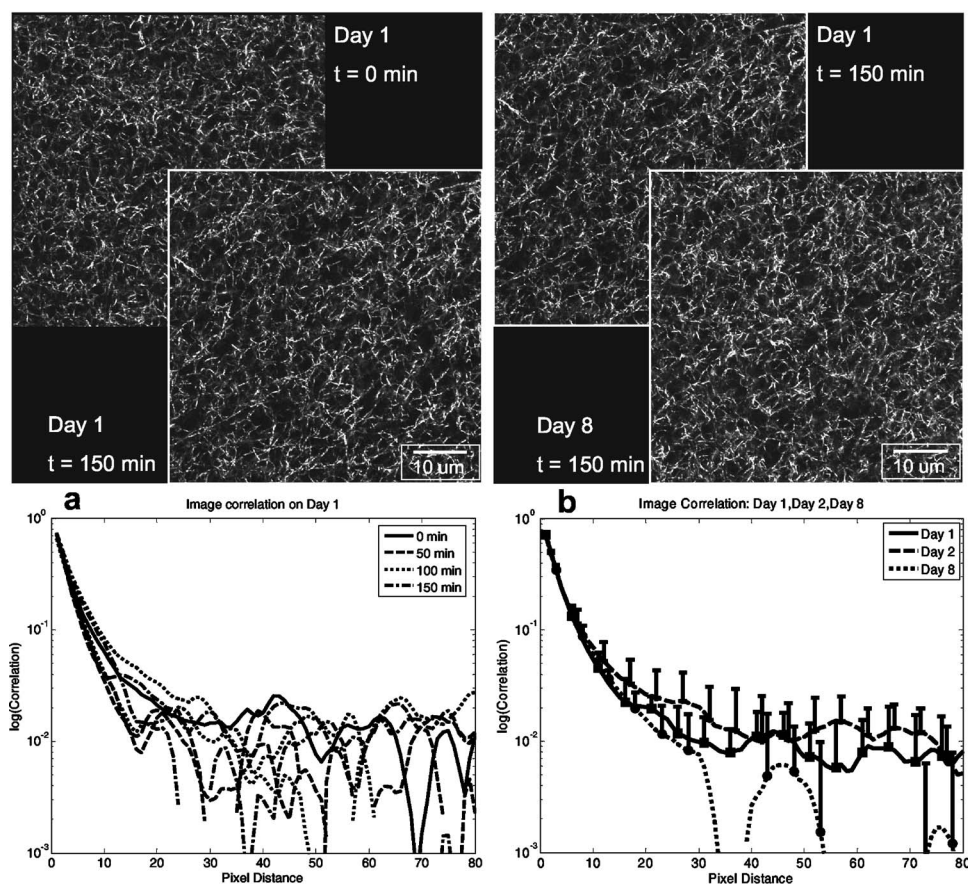 Day 1
t = 0 min
Day 1
t = 150 min
Day 1
t = 150 min
10 um
Day 8
t = 150 min
10 um
a
Image correlation on Day 1
10^0
10^-1
10^-2
10^-3
log(Correlation)
0 min
50 min
100 min
150 min
0 10 20 30 40 50 60 70 80
Pixel Distance
b
Image Correlation: Day 1,Day 2,Day 8
10^0
10^-1
10^-2
10^-3
log(Correlation)
Day 1
Day 2
Day 8
0 10 20 30 40 50 60 70 80
Pixel Distance